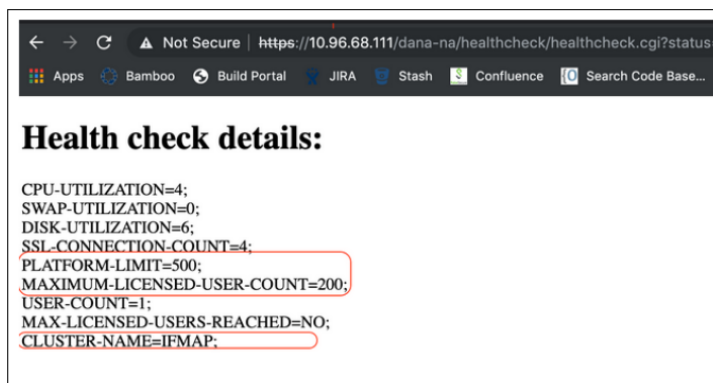 Not Secure | https://10.96.68.111/dana-na/healthcheck/healthcheck.cgi?status
Apps Bamboo Build Portal JIRA Stash Confluence Search Code Base...
Health check details:
CPU-UTILIZATION=4;
SWAP-UTILIZATION=0;
DISK-UTILIZATION=6;
SSL-CONNECTION-COUNT=4;
PLATFORM-LIMIT=500;
MAXIMUM-LICENSED-USER-COUNT=200;
USER-COUNT=1;
MAX-LICENSED-USERS-REACHED=NO;
CLUSTER-NAME=IFMAP;